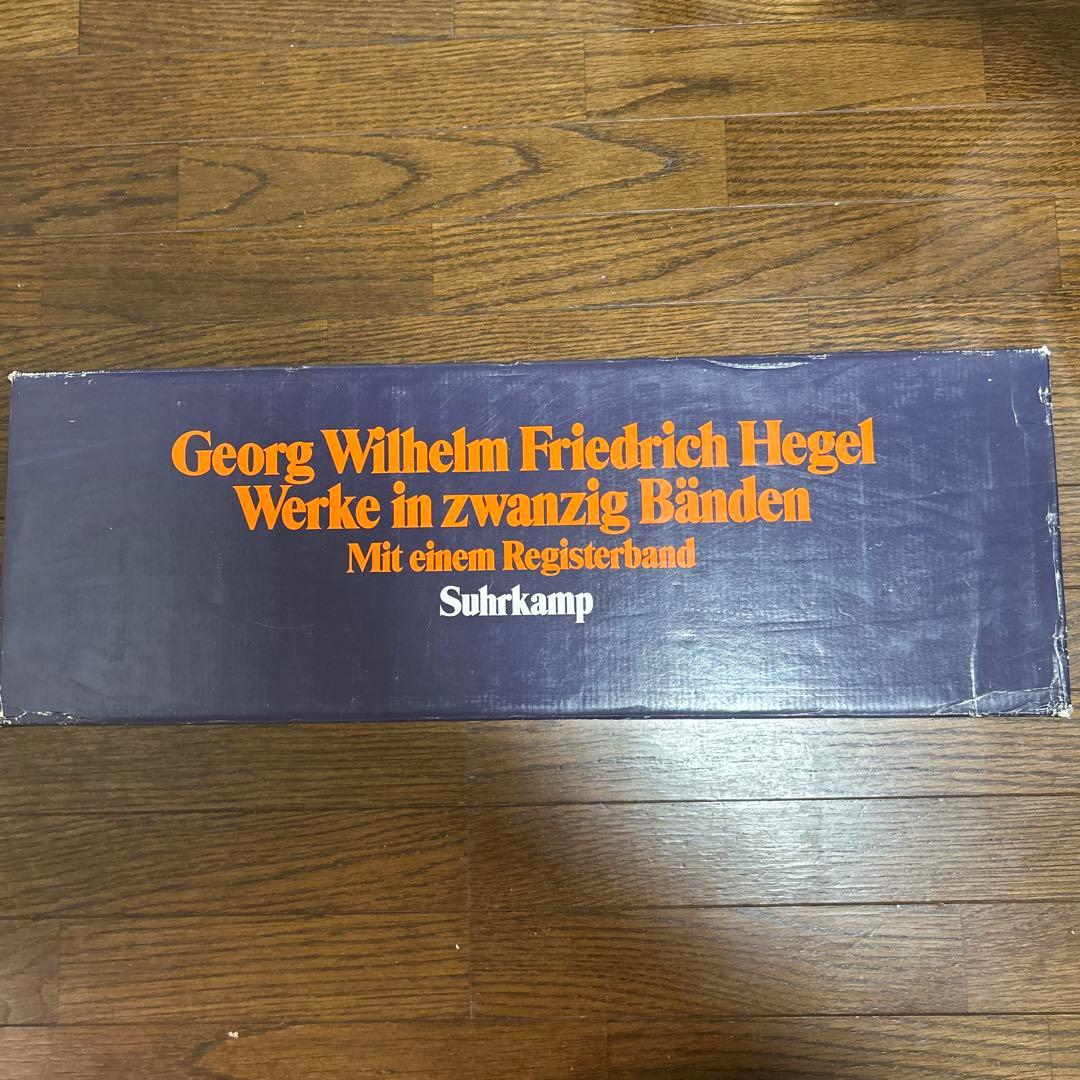 Georg Wilhelm Friedrich Hegel
Werke in zwanzig Bänden
Mit einem Registerband
Suhrkamp